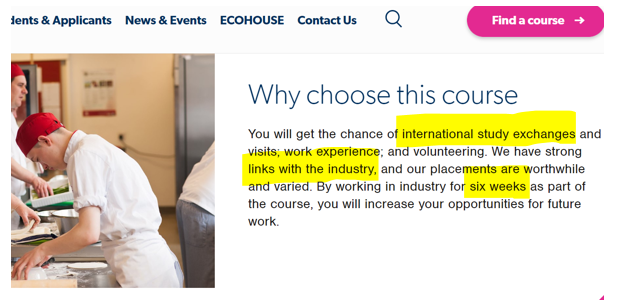 dents & Applicants News & Events ECOHOUSE Contact Us Find a course →
Why choose this course
You will get the chance of international study exchanges and
visits; work experience; and volunteering. We have strong
links with the industry, and our placements are worthwhile
and varied. By working in industry for six weeks as part of
the course, you will increase your opportunities for future
work.